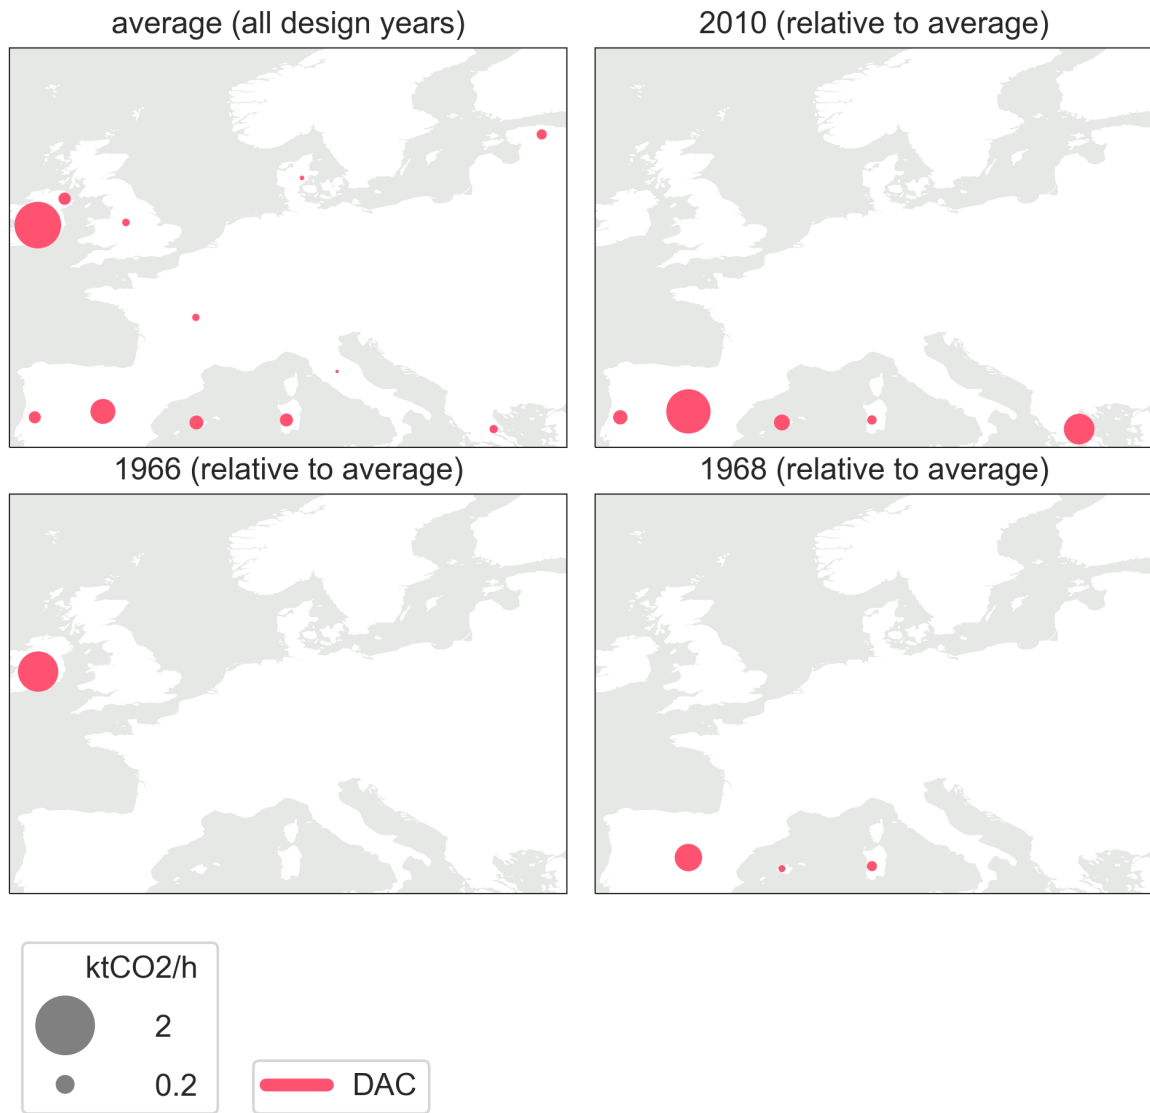 average (all design years)
2010 (relative to average)
1966 (relative to average)
1968 (relative to average)
ktCO2/h
2
0.2
DAC